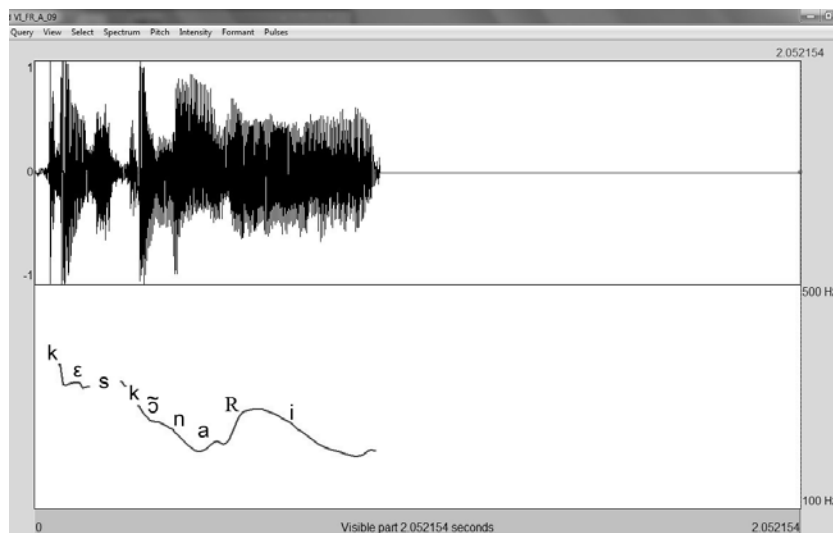 d VI_FR_A_09
Query View Select Spectrum Pitch Intensity Formant Pulses
2.052154
1
0
-1
500 Hz
k
ɛ
s
k
ɔ̃
n
a
R
i
100 Hz
0 Visible part 2.052154 seconds 2.052154